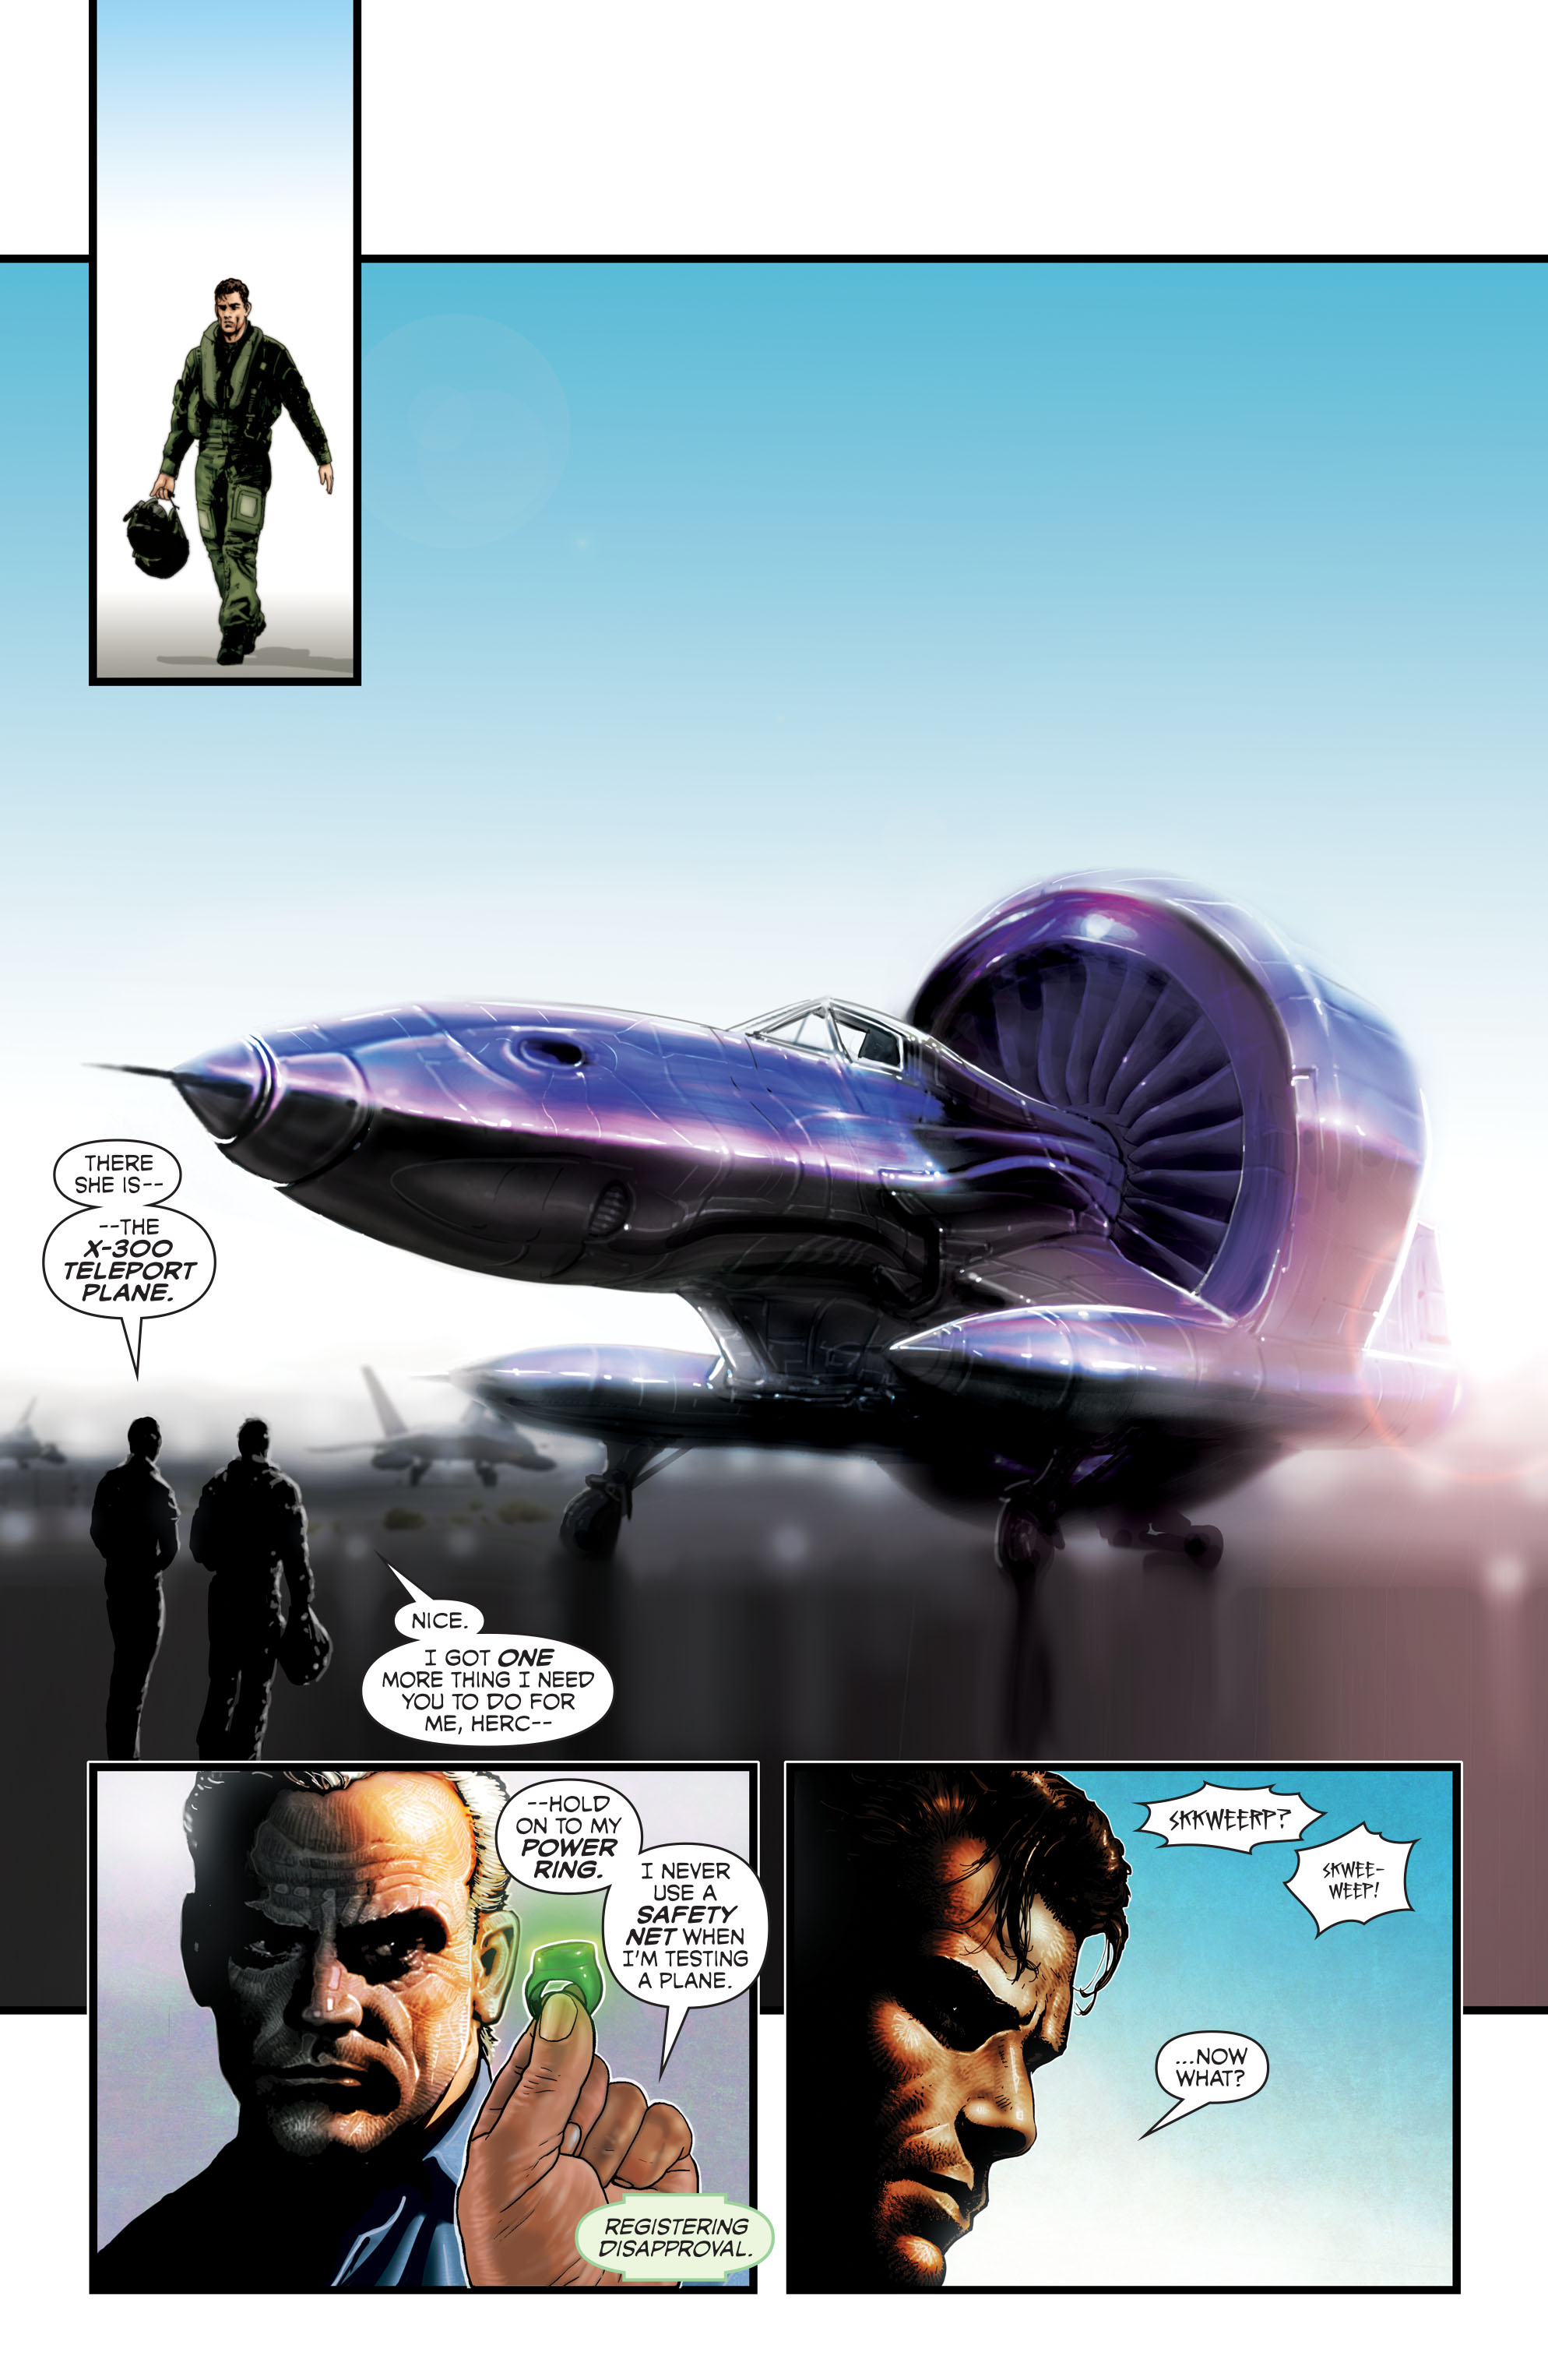 THERE
SHE IS--
--THE
X-300
TELEPORT
PLANE.
NICE.
I GOT ONE
MORE THING I NEED
YOU TO DO FOR
ME, HERC--
--HOLD
ON TO MY
POWER
RING.
I NEVER
USE A
SAFETY
NET WHEN
I'M TESTING
A PLANE.
REGISTERING
DISAPPROVAL.
SKKWEERP?
SKWEE-
WEEP!
...NOW
WHAT?